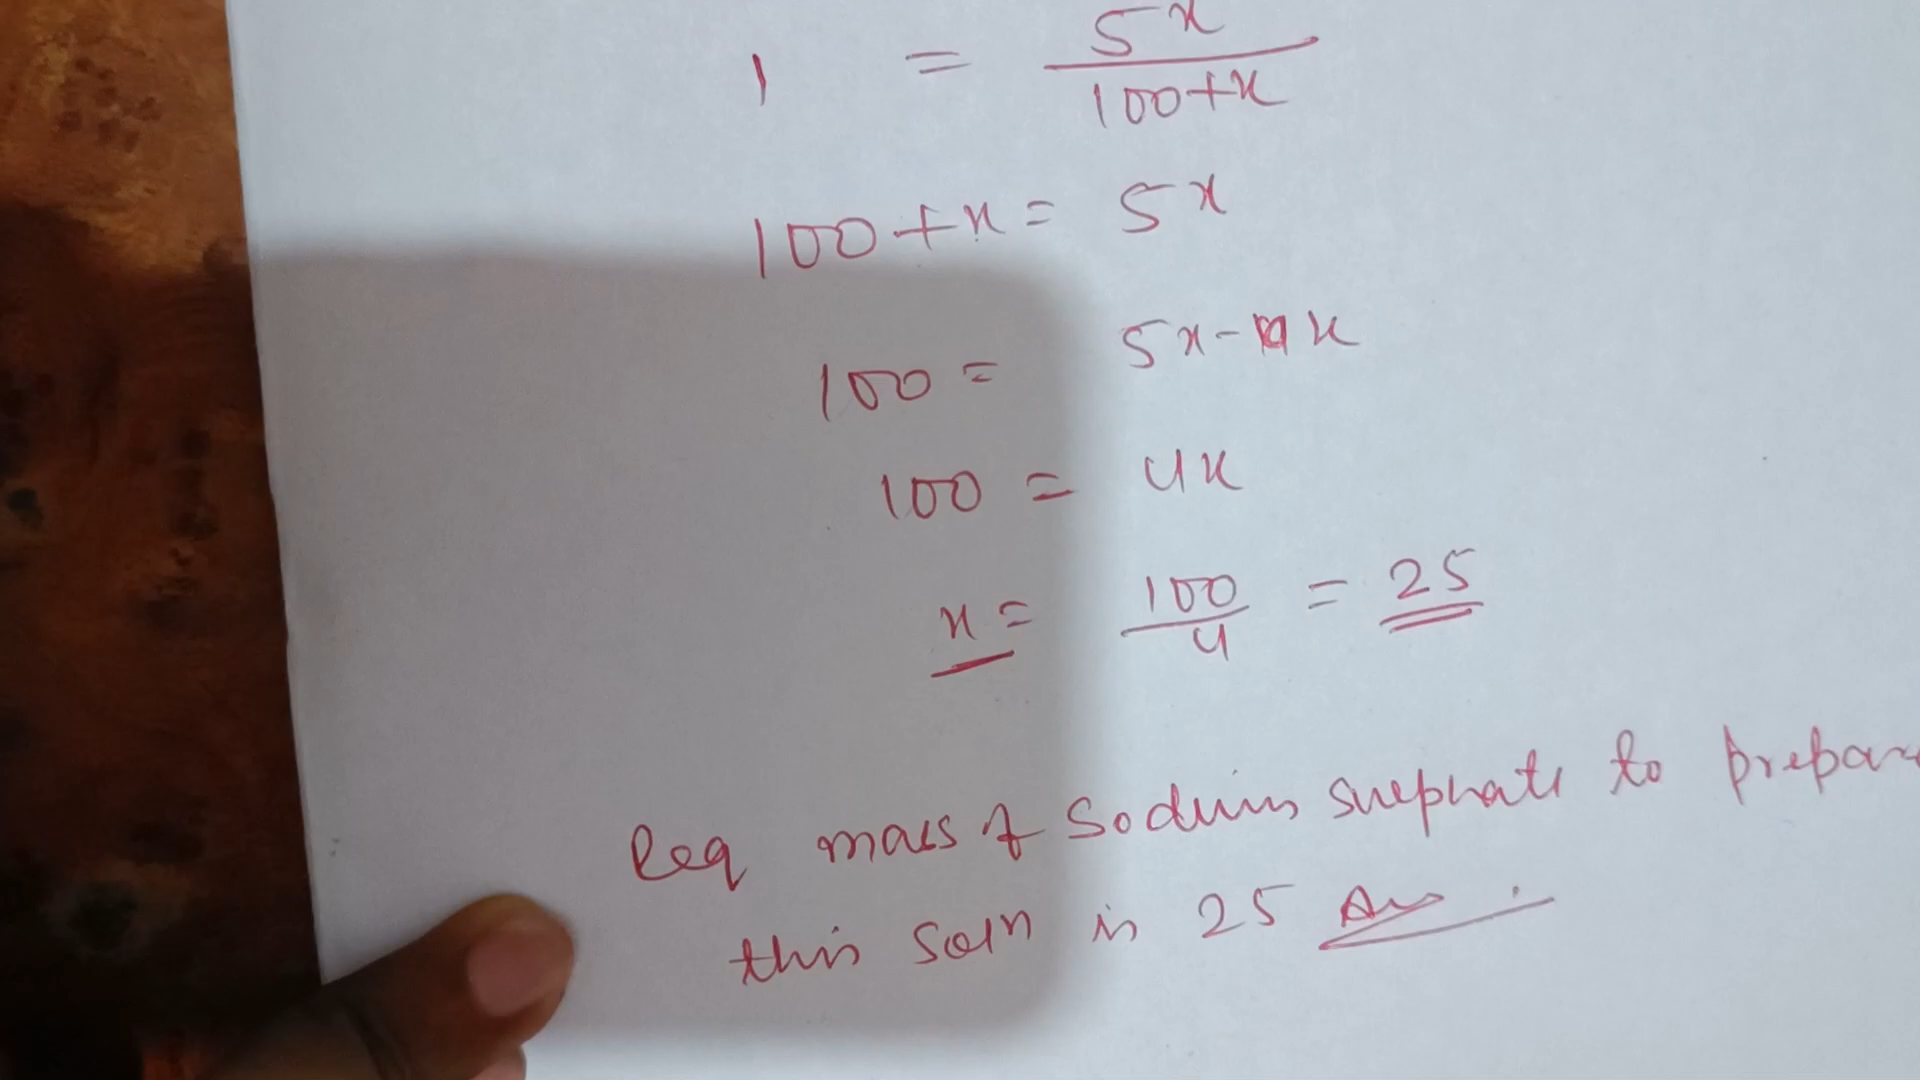 1 = 5x / 100+x
100+x = 5x
100 = 5x - x
100 = 4x
x = 100/4 = 25
Req mass of Sodium sulphate to prepare
this soln is 25 Ans.